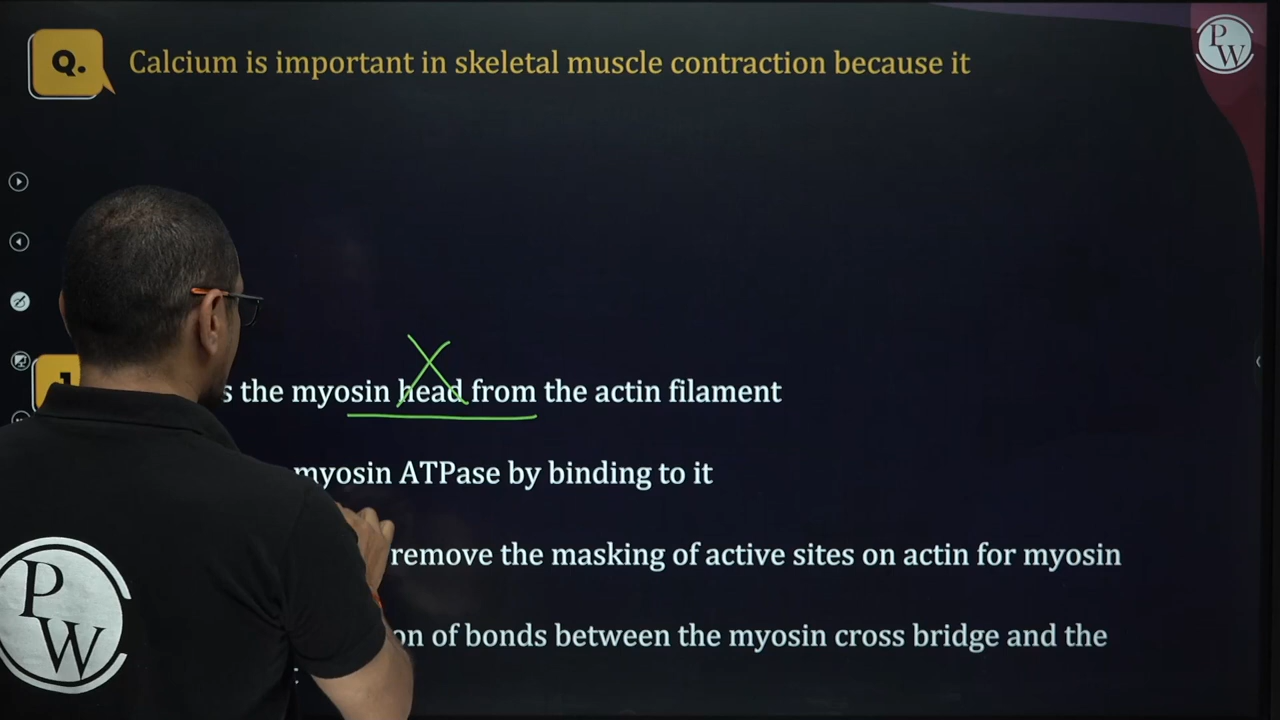 Q. Calcium is important in skeletal muscle contraction because it
PW
the myosin head from the actin filament
myosin ATPase by binding to it
remove the masking of active sites on actin for myosin
of bonds between the myosin cross bridge and the
PW